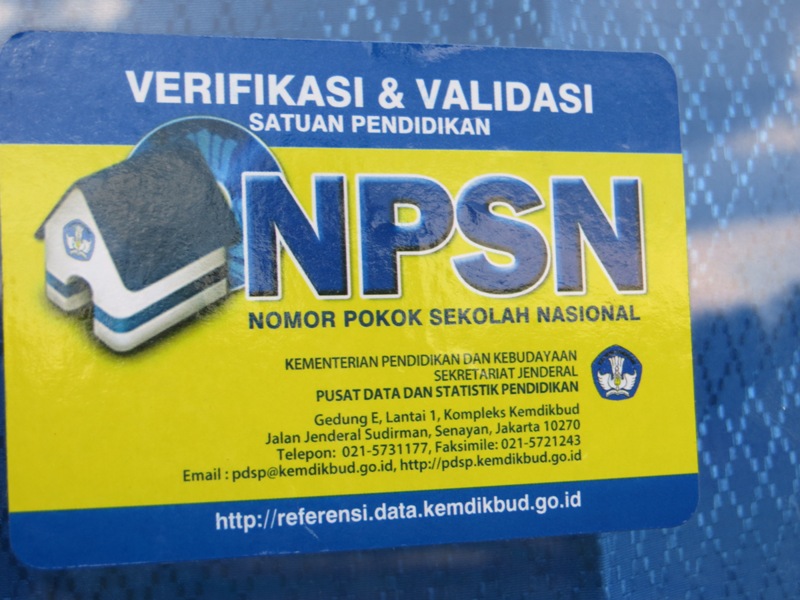 VERIFIKASI & VALIDASI
SATUAN PENDIDIKAN
NPSN
NOMOR POKOK SEKOLAH NASIONAL
KEMENTERIAN PENDIDIKAN DAN KEBUDAYAAN
SEKRETARIAT JENDERAL
PUSAT DATA DAN STATISTIK PENDIDIKAN
Gedung E, Lantai 1, Kompleks Kemdikbud
Jalan Jenderal Sudirman, Senayan, Jakarta 10270
Telepon: 021-5731177, Faksimile: 021-5721243
Email : pdsp@kemdikbud.go.id, http://pdsp.kemdikbud.go.id
http://referensi.data.kemdikbud.go.id